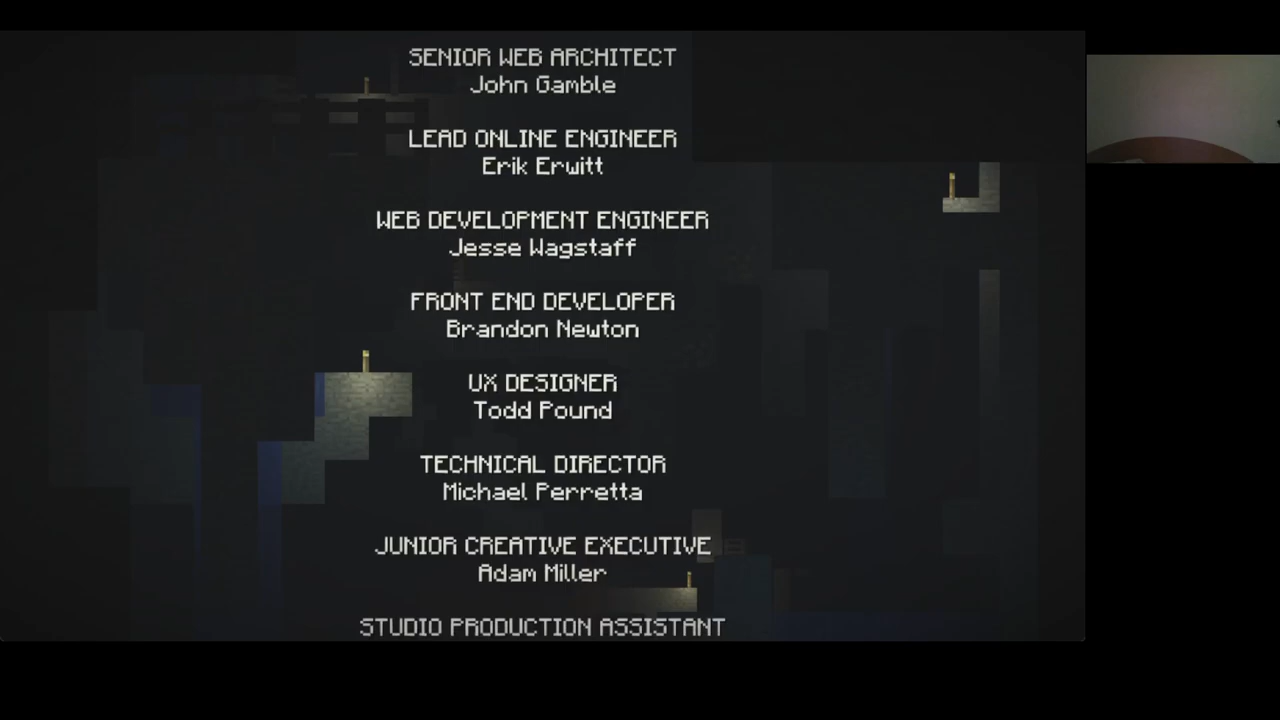 SENIOR WEB ARCHITECT
John Gamble
LEAD ONLINE ENGINEER
Erik Erwitt
WEB DEVELOPMENT ENGINEER
Jesse Wagstaff
FRONT END DEVELOPER
Brandon Newton
UX DESIGNER
Todd Pound
TECHNICAL DIRECTOR
Michael Perretta
JUNIOR CREATIVE EXECUTIVE
Adam Miller
STUDIO PRODUCTION ASSISTANT